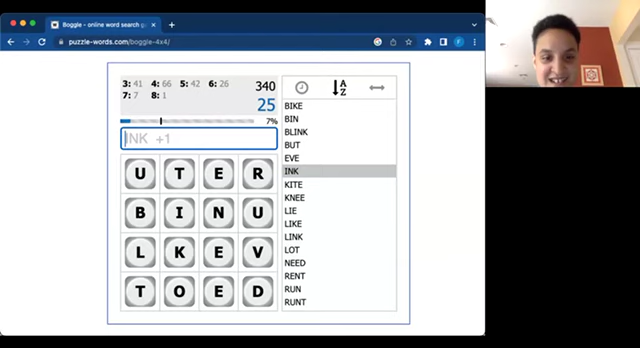 Boggle - online word search g
puzzle-words.com/boggle-4x4/
3: 41 4: 66 5: 42 6: 26
7: 7 8: 1
340
25
7%
INK +1
U T E R
B I N U
L K E V
T O E D
A
Z
BIKE
BIN
BLINK
BUT
EVE
INK
KITE
KNEE
LIE
LIKE
LINK
LOT
NEED
RENT
RUN
RUNT